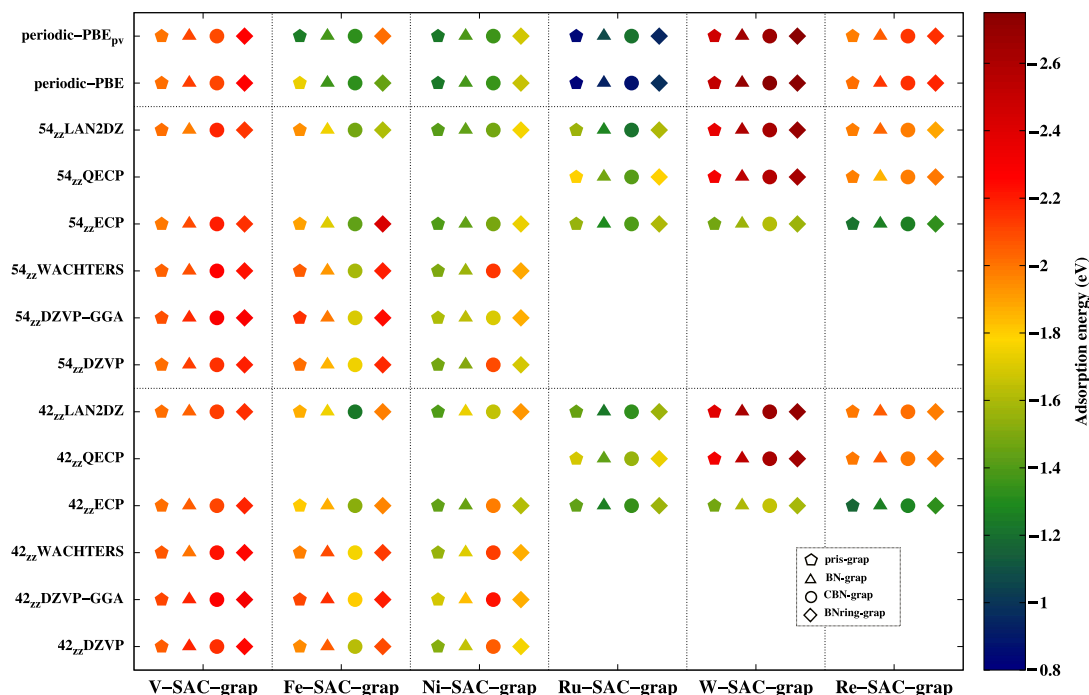 periodic−PBEpv
periodic−PBE
54zzLAN2DZ
54zzQECP
54zzECP
54zzWACHTERS
54zzDZVP−GGA
54zzDZVP
42zzLAN2DZ
42zzQECP
42zzECP
42zzWACHTERS
42zzDZVP−GGA
42zzDZVP
V−SAC−grap
Fe−SAC−grap
Ni−SAC−grap
Ru−SAC−grap
W−SAC−grap
Re−SAC−grap
pris-grap
BN-grap
CBN-grap
BNring-grap
−2.6
−2.4
−2.2
−2
−1.8
−1.6
−1.4
−1.2
−1
−0.8
Adsorption energy (eV)